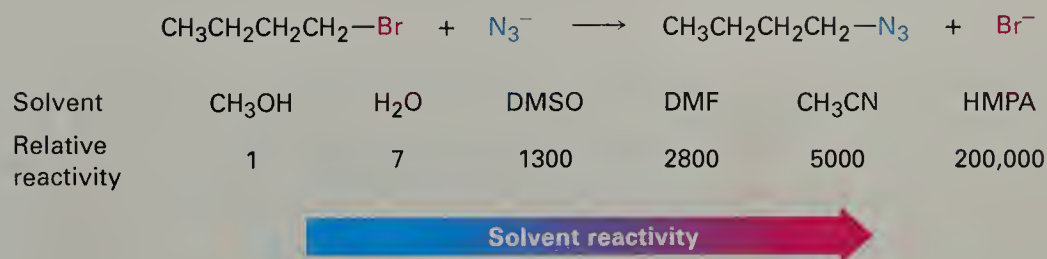 CH₃CH₂CH₂CH₂—Br + N₃⁻ ⟶ CH₃CH₂CH₂CH₂—N₃ + Br⁻
Solvent CH₃OH H₂O DMSO DMF CH₃CN HMPA
Relative
reactivity 1 7 1300 2800 5000 200,000
Solvent reactivity